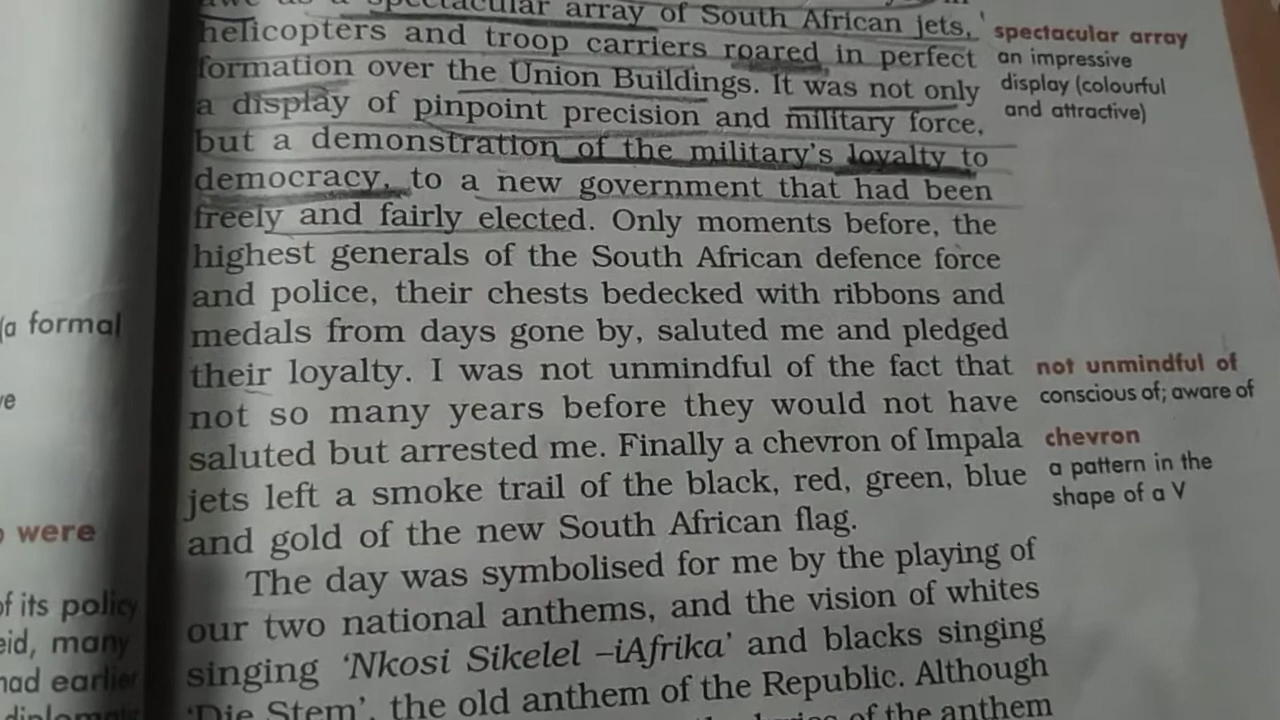 spectacular array of South African jets,
helicopters and troop carriers roared in perfect
formation over the Union Buildings. It was not only
a display of pinpoint precision and military force,
but a demonstration of the military's loyalty to
democracy, to a new government that had been
freely and fairly elected. Only moments before, the
highest generals of the South African defence force
and police, their chests bedecked with ribbons and
medals from days gone by, saluted me and pledged
their loyalty. I was not unmindful of the fact that
not so many years before they would not have
saluted but arrested me. Finally a chevron of Impala
jets left a smoke trail of the black, red, green, blue
and gold of the new South African flag.
The day was symbolised for me by the playing of
our two national anthems, and the vision of whites
singing ‘Nkosi Sikelel –iAfrika’ and blacks singing
‘Die Stem’, the old anthem of the Republic. Although
of the anthem
spectacular array
an impressive
display (colourful
and attractive)
not unmindful of
conscious of; aware of
chevron
a pattern in the
shape of a V
(a formal
were
of its policy
many
had earlier